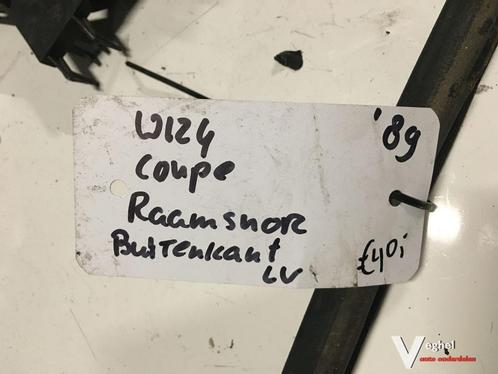 W124 '89
Coupe
Raamsnor
Buitenkant
LV €40,-
Veghel
auto onderdelen